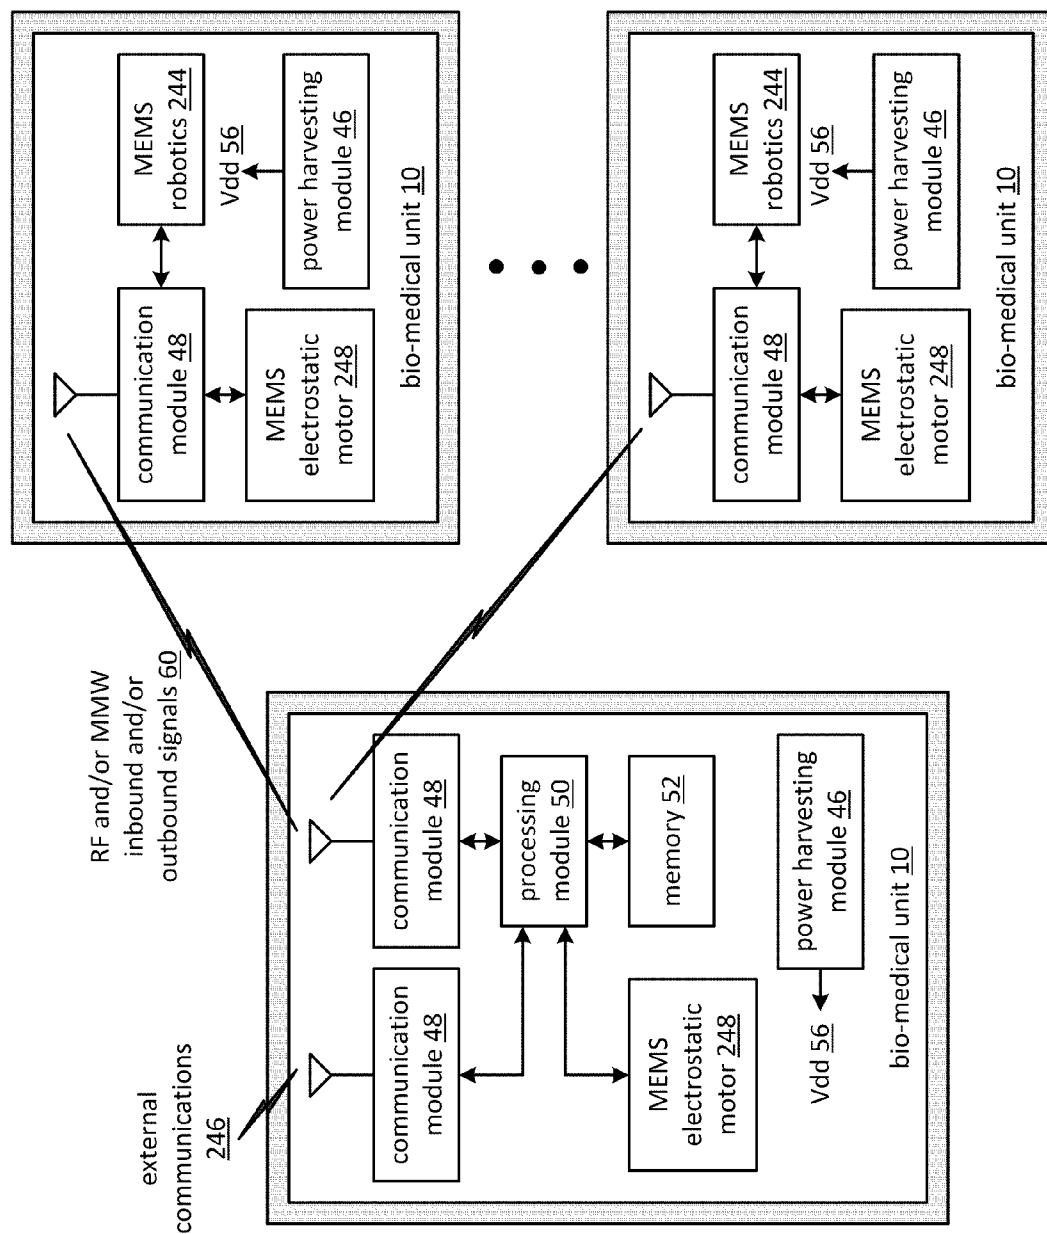 external
communications
246
RF and/or MMW
inbound and/or
outbound signals 60
communication
module 48
communication
module 48
processing
module 50
memory 52
MEMS
electrostatic
motor 248
power harvesting
module 46
Vdd 56
bio-medical unit 10
communication
module 48
MEMS
robotics 244
MEMS
electrostatic
motor 248
Vdd 56
power harvesting
module 46
bio-medical unit 10
communication
module 48
MEMS
robotics 244
MEMS
electrostatic
motor 248
Vdd 56
power harvesting
module 46
bio-medical unit 10